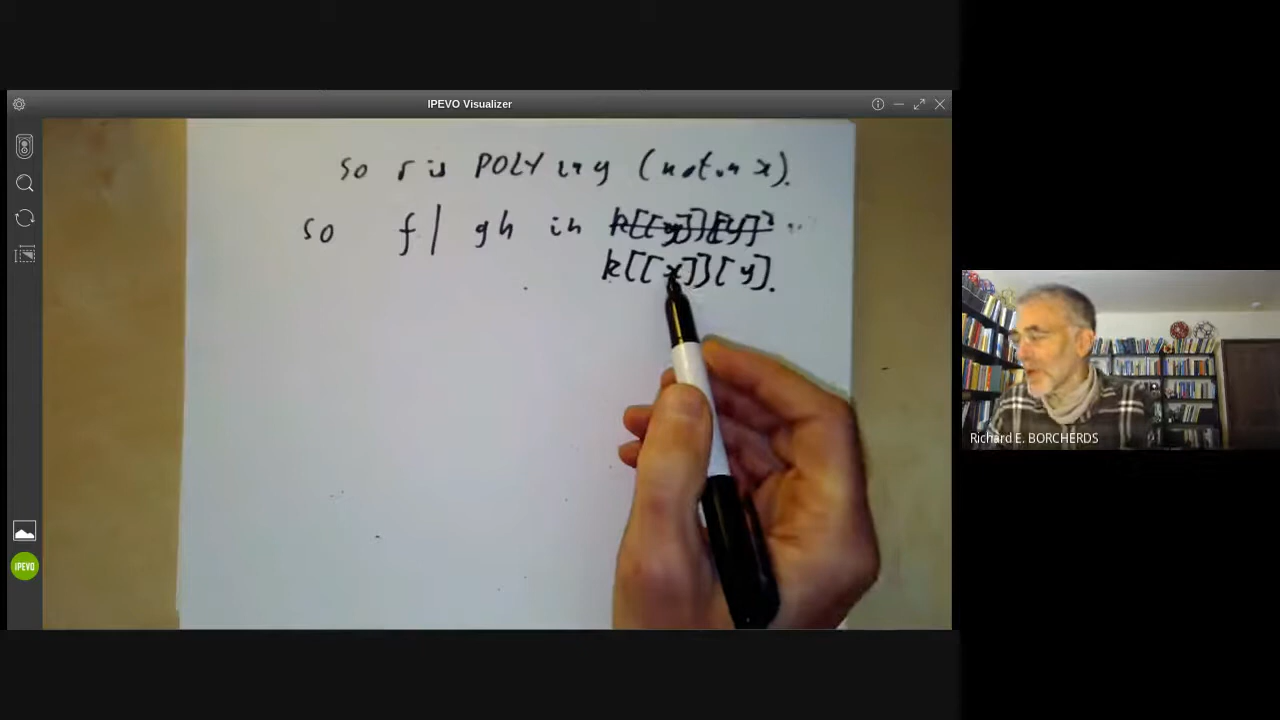 IPEVO Visualizer
So r is POLY in y (not in x).
So f | gh in k[[y]][y]
k[[x]][y].
IPEVO
Richard E. BORCHERDS